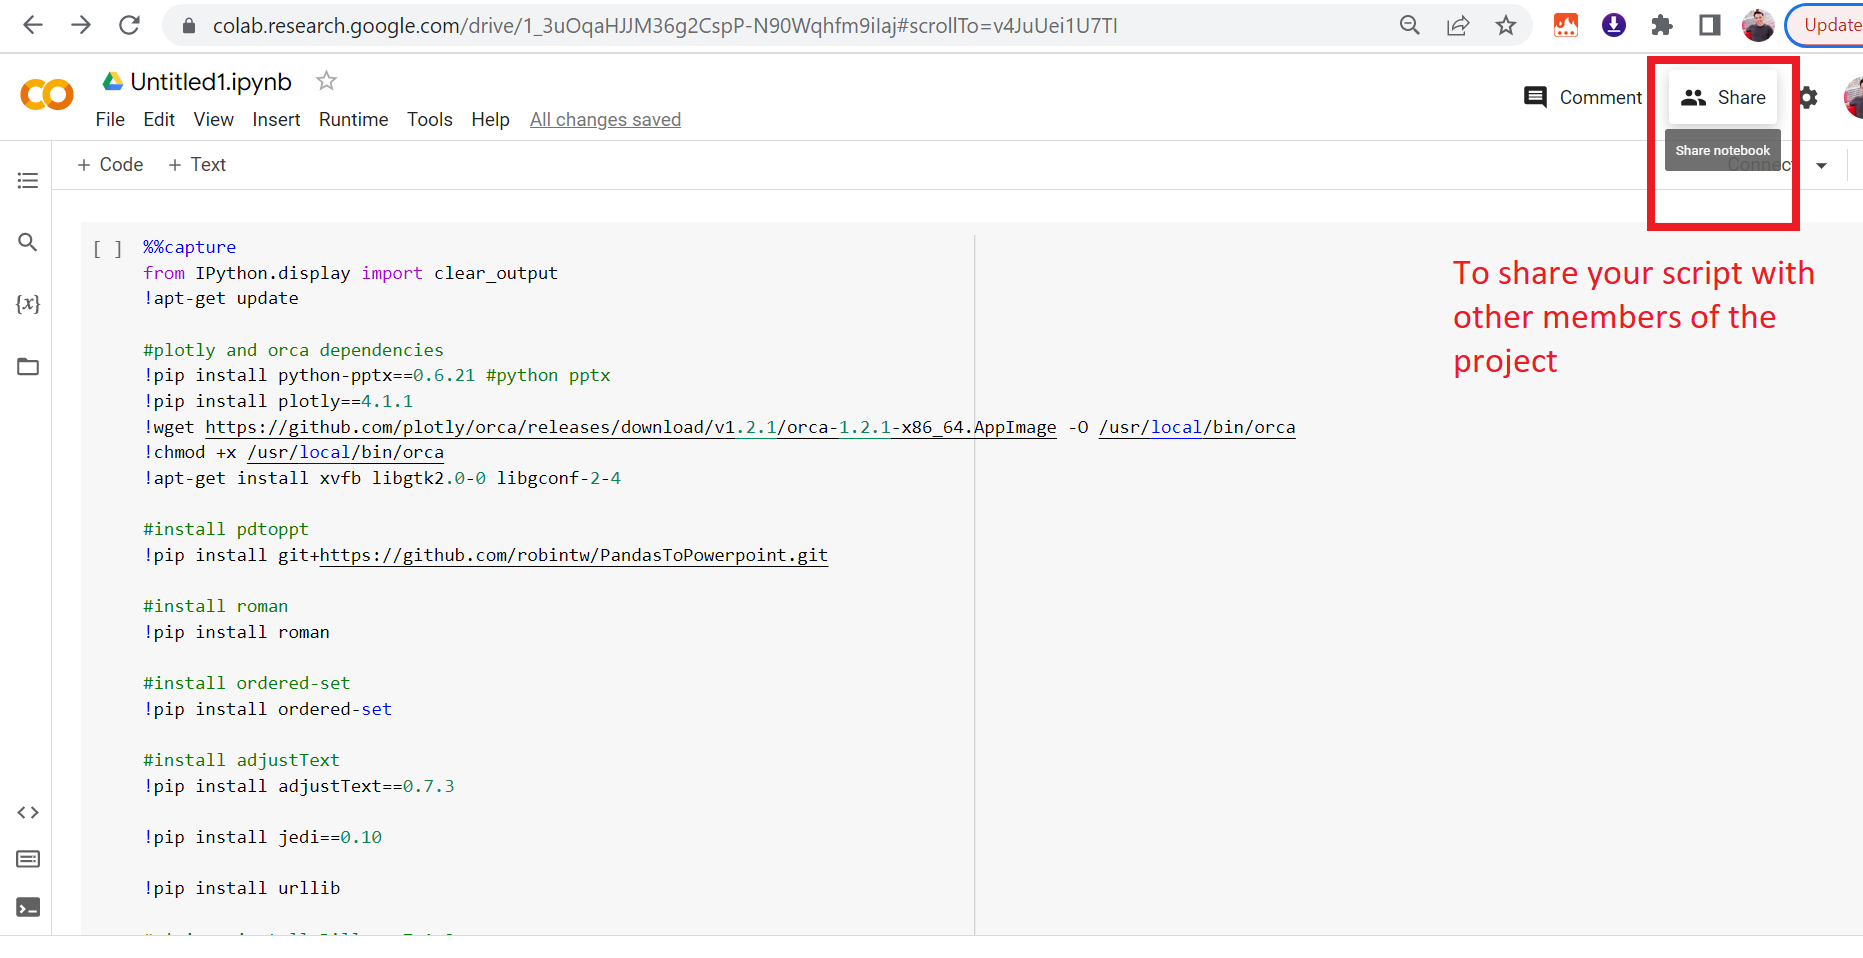 colab.research.google.com/drive/1_3uOqaHJJM36g2CspP-N90Wqhfm9iIaj#scrollTo=v4JuUei1U7TI
Update
Untitled1.ipynb
Comment
Share
File Edit View Insert Runtime Tools Help All changes saved
Share notebook
+ Code + Text
Connect
[ ] %%capture
from IPython.display import clear_output
!apt-get update
#plotly and orca dependencies
!pip install python-pptx==0.6.21 #python pptx
!pip install plotly==4.1.1
!wget https://github.com/plotly/orca/releases/download/v1.2.1/orca-1.2.1-x86_64.AppImage -O /usr/local/bin/orca
!chmod +x /usr/local/bin/orca
!apt-get install xvfb libgtk2.0-0 libgconf-2-4
#install pdtoppt
!pip install git+https://github.com/robintw/PandasToPowerpoint.git
#install roman
!pip install roman
#install ordered-set
!pip install ordered-set
#install adjustText
!pip install adjustText==0.7.3
!pip install jedi==0.10
!pip install urllib
To share your script with
other members of the
project
{x}